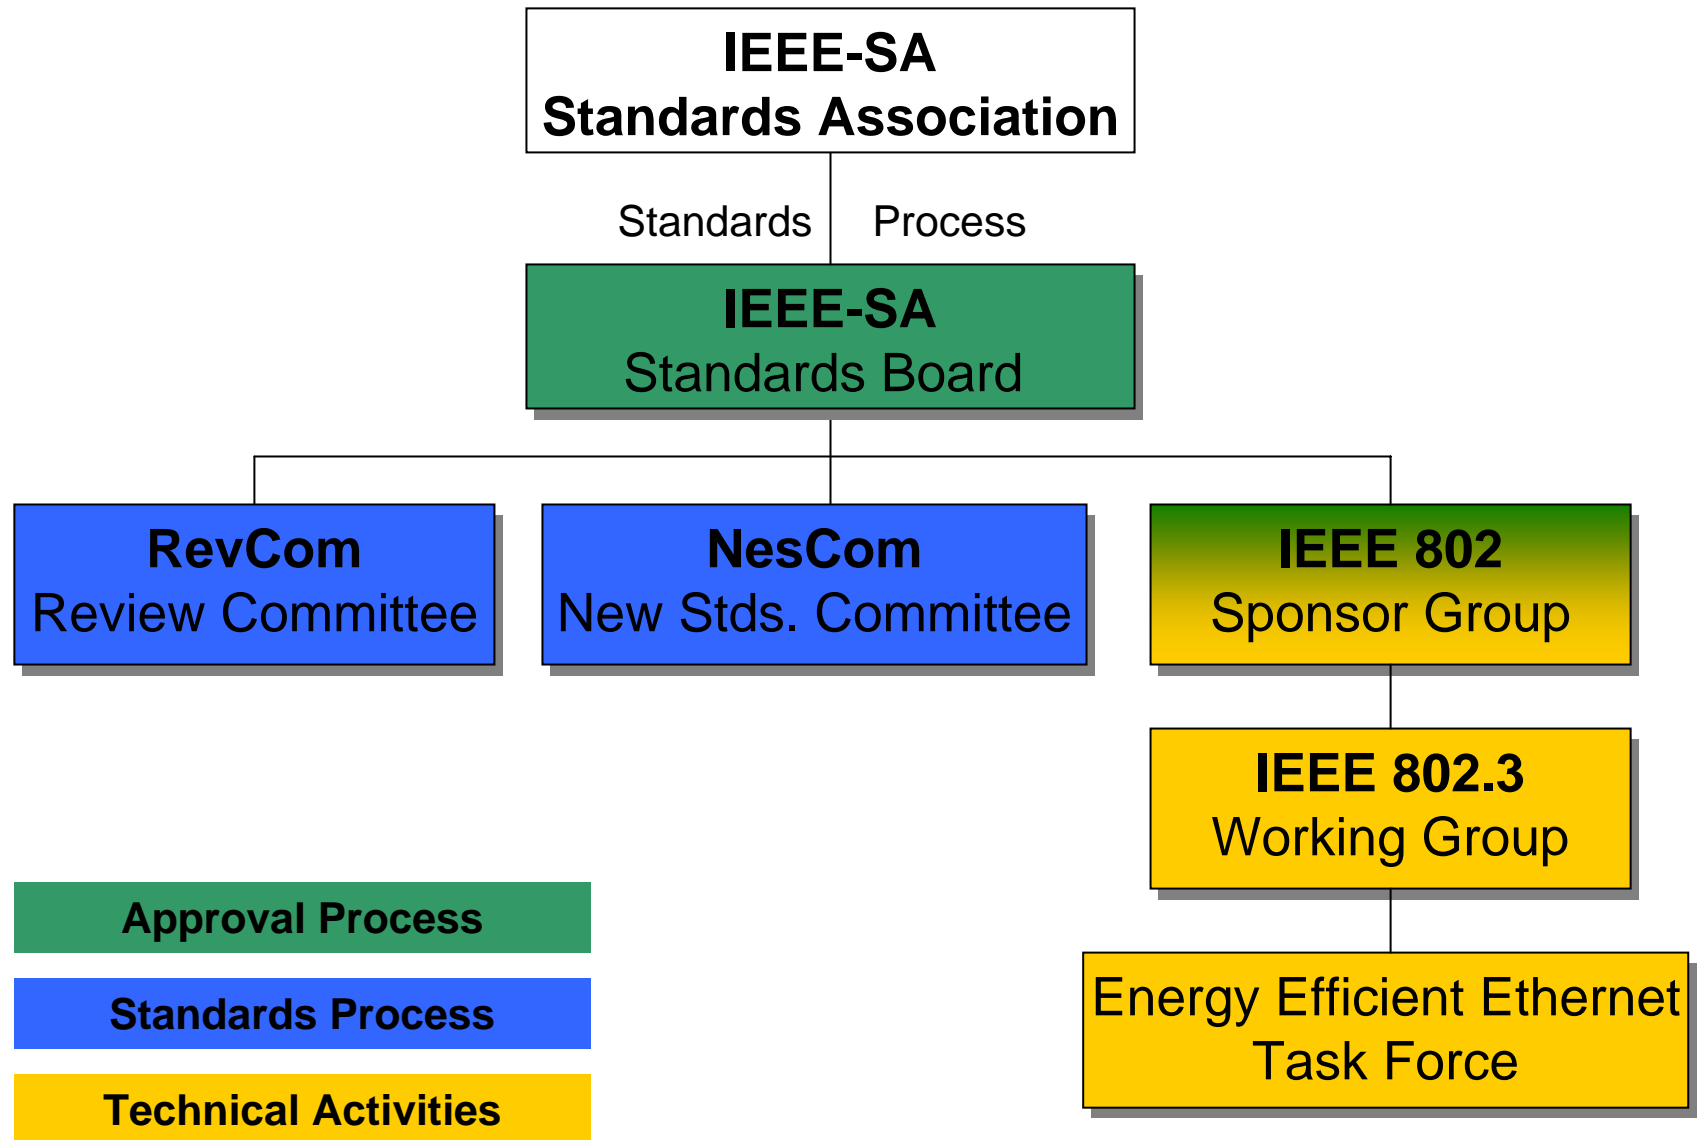 IEEE-SA
Standards Association
Standards Process
IEEE-SA
Standards Board
RevCom
Review Committee
NesCom
New Stds. Committee
IEEE 802
Sponsor Group
IEEE 802.3
Working Group
Energy Efficient Ethernet
Task Force
Approval Process
Standards Process
Technical Activities